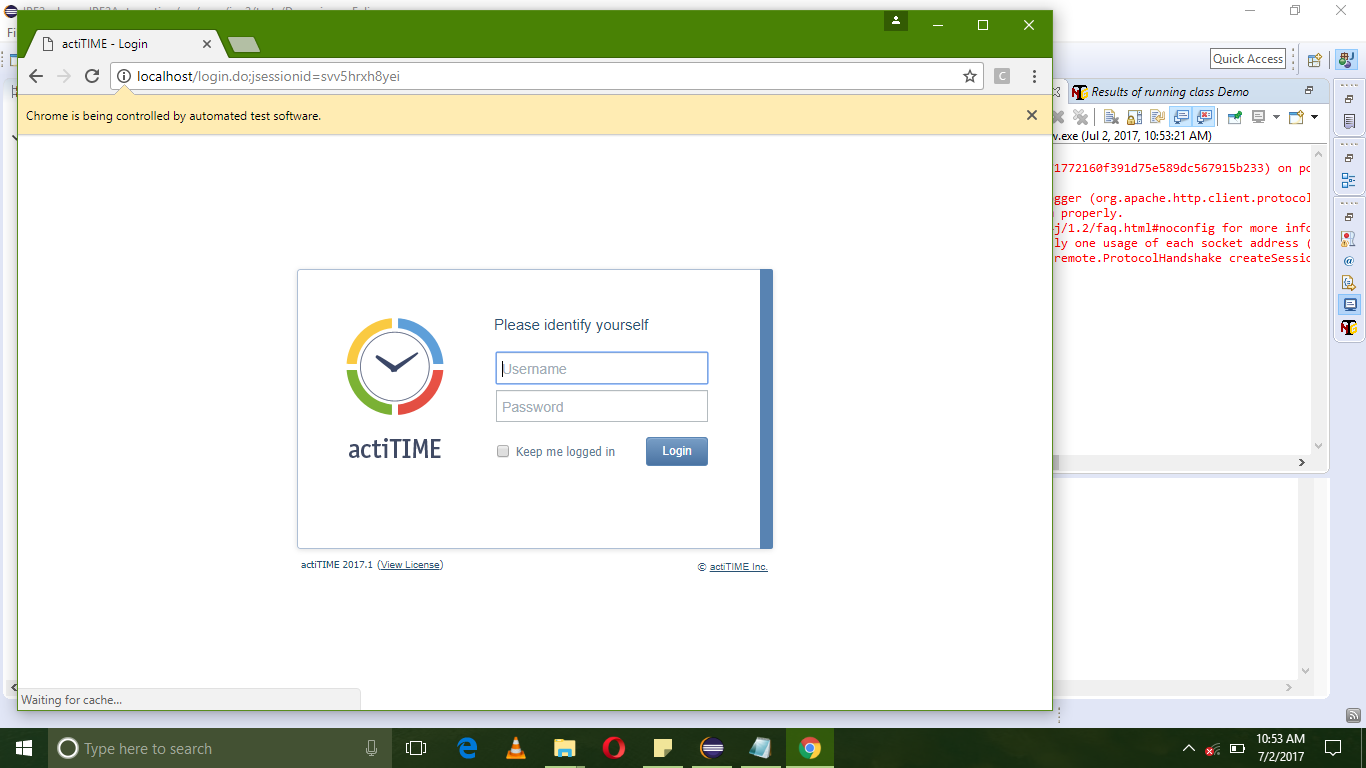 actiTIME - Login
localhost/login.do;jsessionid=svv5hrxh8yei
C
Chrome is being controlled by automated test software.
Quick Access
Results of running class Demo
v.exe (Jul 2, 2017, 10:53:21 AM)
1772160f391d75e589dc567915b233) on po
gger (org.apache.http.client.protocol
properly.
j/1.2/faq.html#noconfig for more info
ly one usage of each socket address (
remote.ProtocolHandshake createSessio
Please identify yourself
Username
Password
Keep me logged in
Login
actiTIME
actiTIME 2017.1 (View License)
© actiTIME Inc.
Waiting for cache...
Type here to search
10:53 AM
7/2/2017